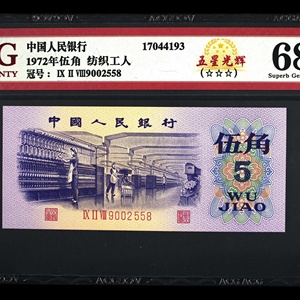 G
NTY
中国人民银行
17044193
1972年伍角 纺织工人
冠号： IX II VIII9002558
五星光辉
(☆☆☆)
68
Superb Ge
中國人民銀行
伍角
5
WU
JIAO
IX II VIII 9002558